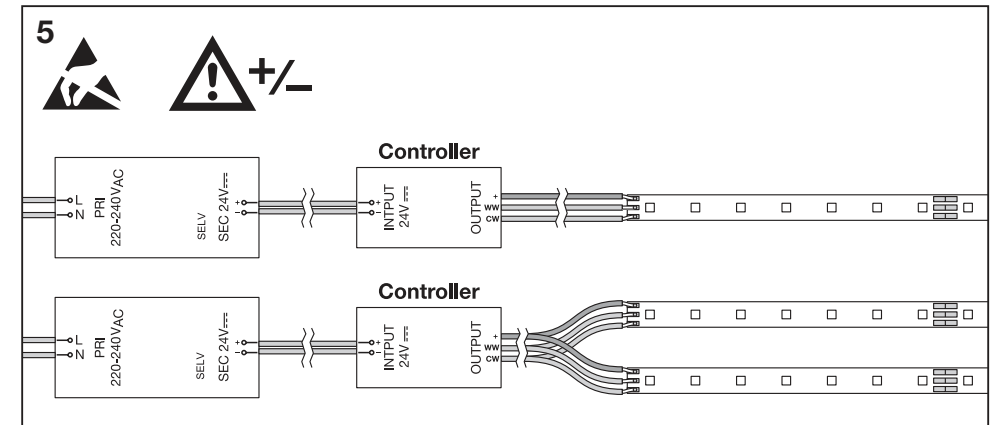 5
+/–
Controller
L
N
PRI
220-240VAC
SELV
SEC 24V
+
–
+
–
INTPUT
24V
OUTPUT
+
WW
CW
Controller
L
N
PRI
220-240VAC
SELV
SEC 24V
+
–
+
–
INTPUT
24V
OUTPUT
+
WW
CW